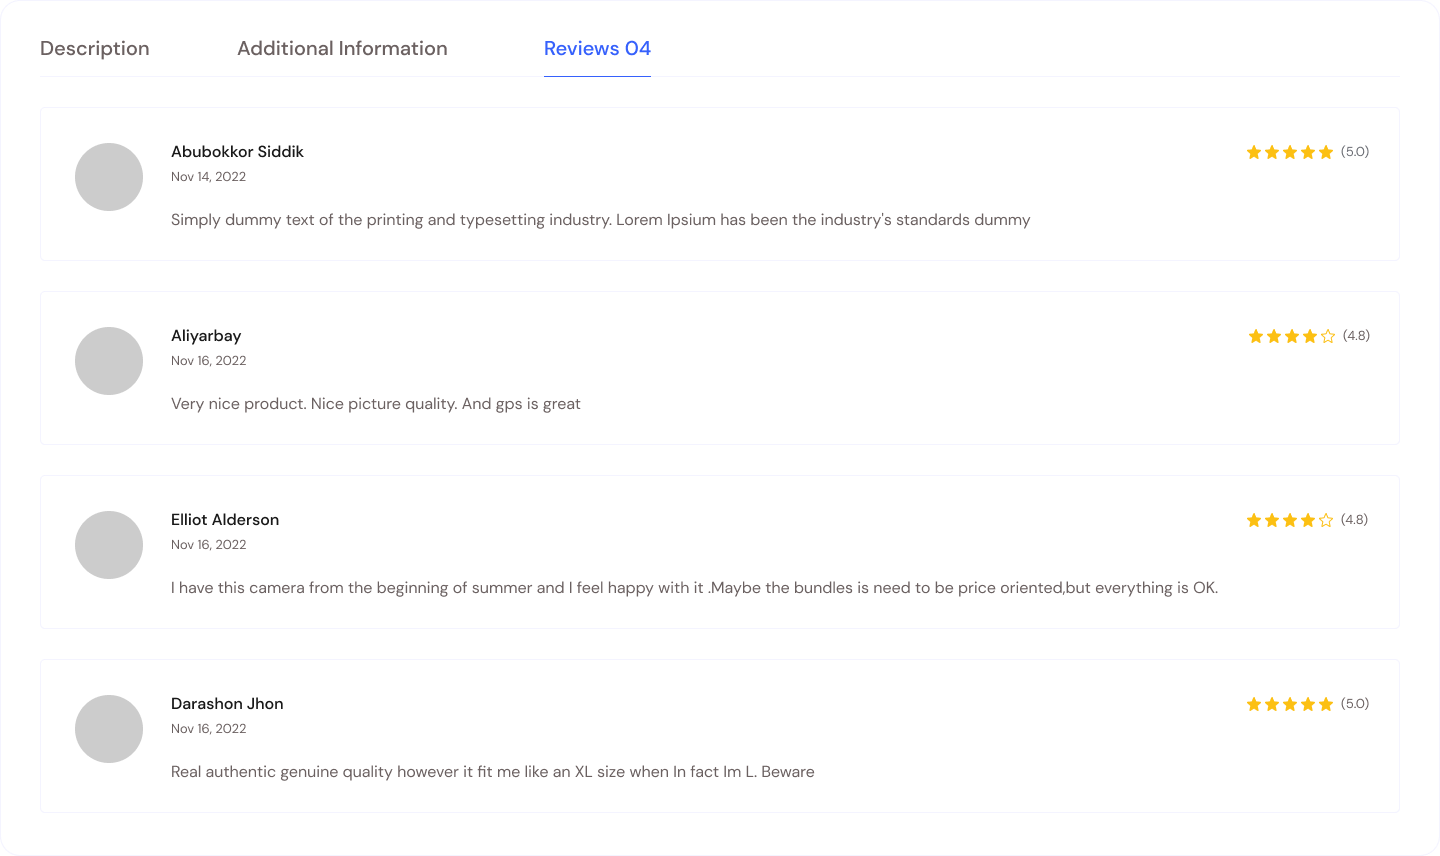 Description Additional Information Reviews 04
Abubokkor Siddik (5.0)
Nov 14, 2022
Simply dummy text of the printing and typesetting industry. Lorem Ipsium has been the industry's standards dummy
Aliyarbay (4.8)
Nov 16, 2022
Very nice product. Nice picture quality. And gps is great
Elliot Alderson (4.8)
Nov 16, 2022
I have this camera from the beginning of summer and I feel happy with it .Maybe the bundles is need to be price oriented,but everything is OK.
Darashon Jhon (5.0)
Nov 16, 2022
Real authentic genuine quality however it fit me like an XL size when In fact Im L. Beware